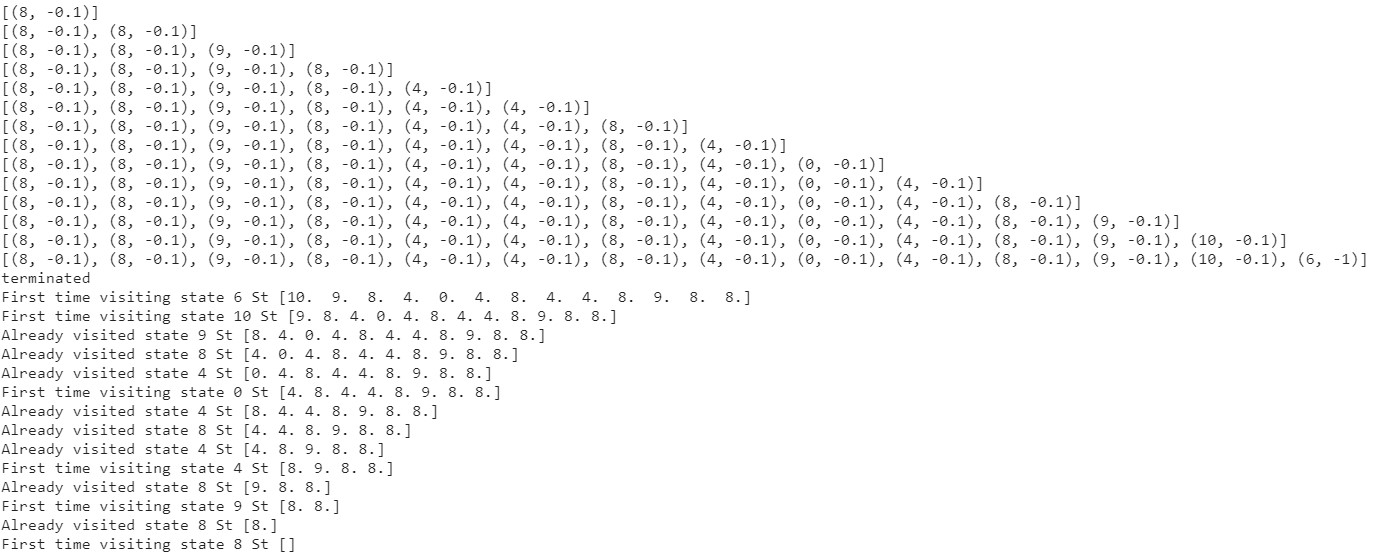 [(8, -0.1)]
[(8, -0.1), (8, -0.1)]
[(8, -0.1), (8, -0.1), (9, -0.1)]
[(8, -0.1), (8, -0.1), (9, -0.1), (8, -0.1)]
[(8, -0.1), (8, -0.1), (9, -0.1), (8, -0.1), (4, -0.1)]
[(8, -0.1), (8, -0.1), (9, -0.1), (8, -0.1), (4, -0.1), (4, -0.1)]
[(8, -0.1), (8, -0.1), (9, -0.1), (8, -0.1), (4, -0.1), (4, -0.1), (8, -0.1)]
[(8, -0.1), (8, -0.1), (9, -0.1), (8, -0.1), (4, -0.1), (4, -0.1), (8, -0.1), (4, -0.1)]
[(8, -0.1), (8, -0.1), (9, -0.1), (8, -0.1), (4, -0.1), (4, -0.1), (8, -0.1), (4, -0.1), (0, -0.1)]
[(8, -0.1), (8, -0.1), (9, -0.1), (8, -0.1), (4, -0.1), (4, -0.1), (8, -0.1), (4, -0.1), (0, -0.1), (4, -0.1)]
[(8, -0.1), (8, -0.1), (9, -0.1), (8, -0.1), (4, -0.1), (4, -0.1), (8, -0.1), (4, -0.1), (0, -0.1), (4, -0.1), (8, -0.1)]
[(8, -0.1), (8, -0.1), (9, -0.1), (8, -0.1), (4, -0.1), (4, -0.1), (8, -0.1), (4, -0.1), (0, -0.1), (4, -0.1), (8, -0.1), (9, -0.1)]
[(8, -0.1), (8, -0.1), (9, -0.1), (8, -0.1), (4, -0.1), (4, -0.1), (8, -0.1), (4, -0.1), (0, -0.1), (4, -0.1), (8, -0.1), (9, -0.1), (10, -0.1)]
[(8, -0.1), (8, -0.1), (9, -0.1), (8, -0.1), (4, -0.1), (4, -0.1), (8, -0.1), (4, -0.1), (0, -0.1), (4, -0.1), (8, -0.1), (9, -0.1), (10, -0.1), (6, -1)]
terminated
First time visiting state 6 St [10.  9.  8.  4.  0.  4.  8.  4.  4.  8.  9.  8.  8.]
First time visiting state 10 St [9. 8. 4. 0. 4. 8. 4. 4. 8. 9. 8. 8.]
Already visited state 9 St [8. 4. 0. 4. 8. 4. 4. 8. 9. 8. 8.]
Already visited state 8 St [4. 0. 4. 8. 4. 4. 8. 9. 8. 8.]
Already visited state 4 St [0. 4. 8. 4. 4. 8. 9. 8. 8.]
First time visiting state 0 St [4. 8. 4. 4. 8. 9. 8. 8.]
Already visited state 4 St [8. 4. 4. 8. 9. 8. 8.]
Already visited state 8 St [4. 4. 8. 9. 8. 8.]
Already visited state 4 St [4. 8. 9. 8. 8.]
First time visiting state 4 St [8. 9. 8. 8.]
Already visited state 8 St [9. 8. 8.]
First time visiting state 9 St [8. 8.]
Already visited state 8 St [8.]
First time visiting state 8 St []